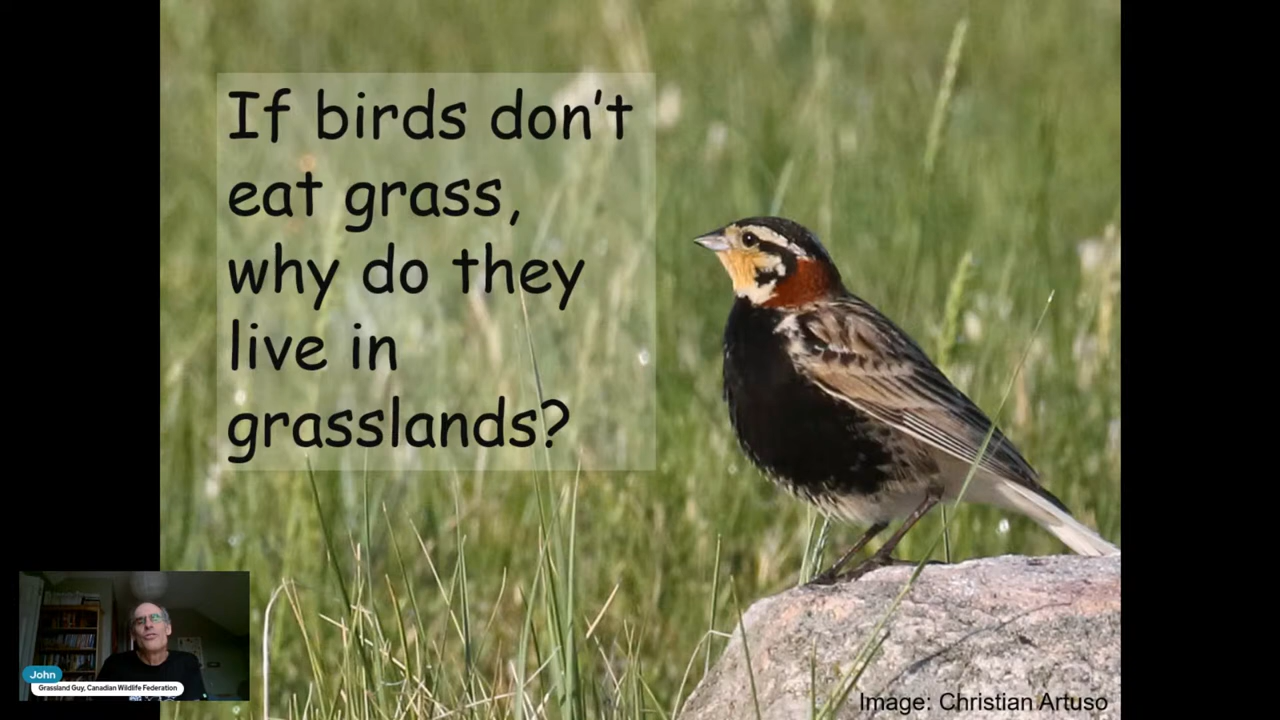 If birds don't
eat grass,
why do they
live in
grasslands?
John
Grassland Guy, Canadian Wildlife Federation
Image: Christian Artuso